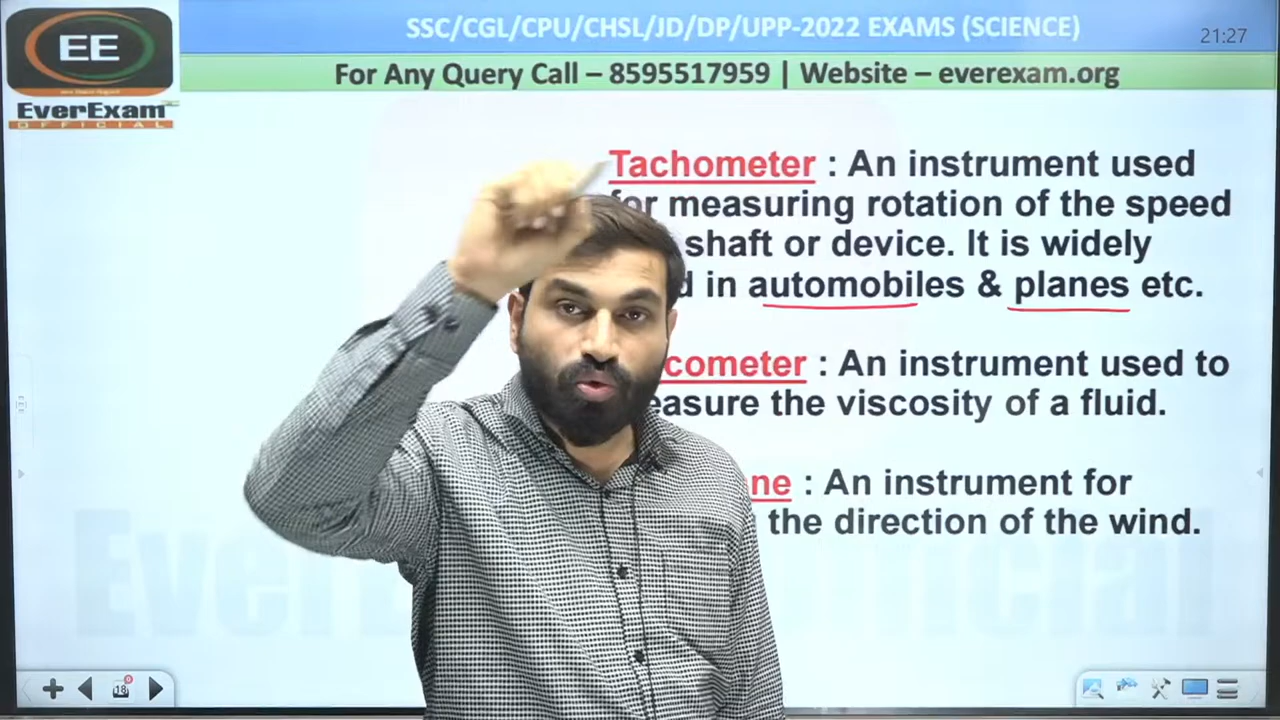 SSC/CGL/CPU/CHSL/JD/DP/UPP-2022 EXAMS (SCIENCE)
21:27
For Any Query Call – 8595517959 | Website – everexam.org
EE
EverExam
OFFICIAL
Tachometer : An instrument used
for measuring rotation of the speed
shaft or device. It is widely
d in automobiles & planes etc.
cometer : An instrument used to
easure the viscosity of a fluid.
ne : An instrument for
the direction of the wind.
18